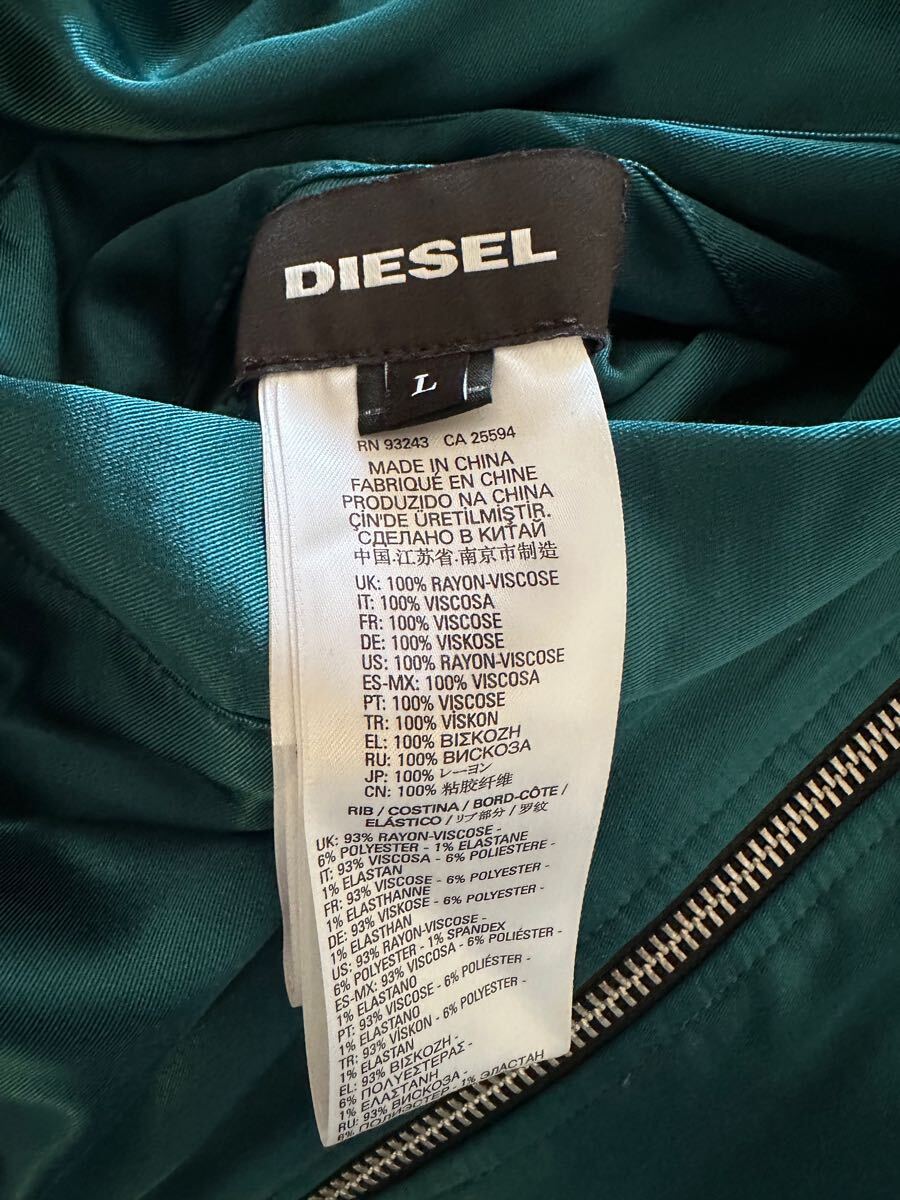 DIESEL
L
RN 93243 CA 25594
MADE IN CHINA
FABRIQUÉ EN CHINE
PRODUZIDO NA CHINA
ÇİN'DE ÜRETİLMİŞTİR.
СДЕЛАНО В КИТАЙ
中国.江苏省.南京市制造
UK: 100% RAYON-VISCOSE
IT: 100% VISCOSA
FR: 100% VISCOSE
DE: 100% VISKOSE
US: 100% RAYON-VISCOSE
ES-MX: 100% VISCOSA
PT: 100% VISCOSE
TR: 100% VİSKON
EL: 100% ΒΙΣΚΟΖΗ
RU: 100% ВИСКОЗА
JP: 100% レーヨン
CN: 100% 粘胶纤维
RIB / COSTINA / BORD-CÔTE /
ELÁSTICO / リブ部分 / 罗纹
UK: 93% RAYON-VISCOSE -
6% POLYESTER - 1% ELASTANE
IT: 93% VISCOSA - 6% POLIESTERE -
1% ELASTAN
FR: 93% VISCOSE - 6% POLYESTER -
1% ELASTHANNE
DE: 93% VISKOSE - 6% POLYESTER -
1% ELASTHAN
US: 93% RAYON-VISCOSE -
6% POLYESTER - 1% SPANDEX
ES-MX: 93% VISCOSA - 6% POLIÉSTER -
1% ELASTANO
PT: 93% VISCOSE - 6% POLIÉSTER -
1% ELASTANO
TR: 93% VİSKON - 6% POLYESTER -
1% ELASTAN
EL: 93% ΒΙΣΚΟΖΗ -
6% ΠΟΛΥΕΣΤΕΡΑΣ -
1% ΕΛΑΣΤΑΝΗ
RU: 93% ВИСКОЗА -
6% ПОЛИЭСТЕР - 1% ЭЛАСТАН